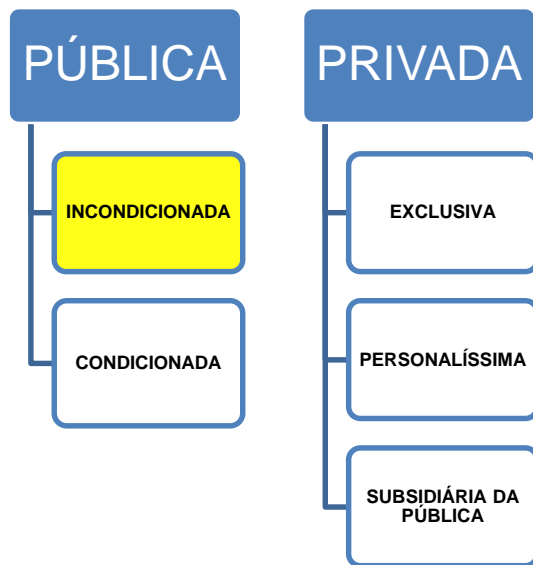 PÚBLICA
INCONDICIONADA
CONDICIONADA
PRIVADA
EXCLUSIVA
PERSONALÍSSIMA
SUBSIDIÁRIA DA
PÚBLICA